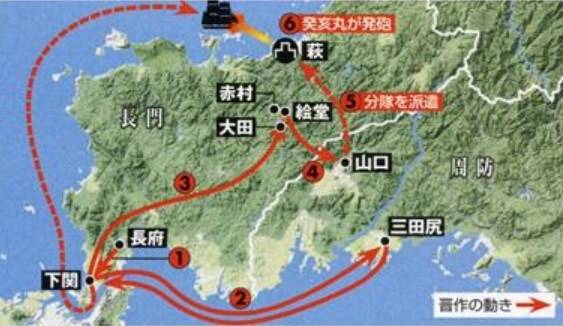 ⑥ 癸亥丸が発砲
萩
赤村
絵堂
⑤ 分隊を派遣
大田
長門
山口
④
周防
③
三田尻
長府
①
下関
②
晋作の動き